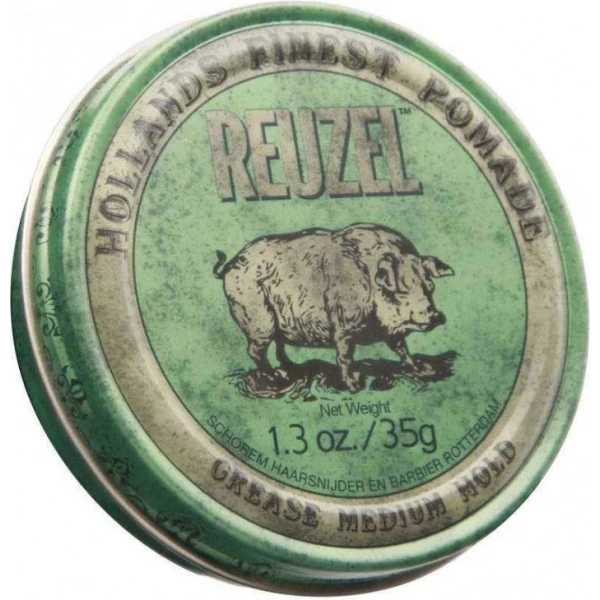 HOLLANDS FINEST POMADE
REUZEL™
Net Weight
1.3 oz./35g
SCHOREM HAARSNIJDER EN BARBIER ROTTERDAM
GREASE MEDIUM HOLD